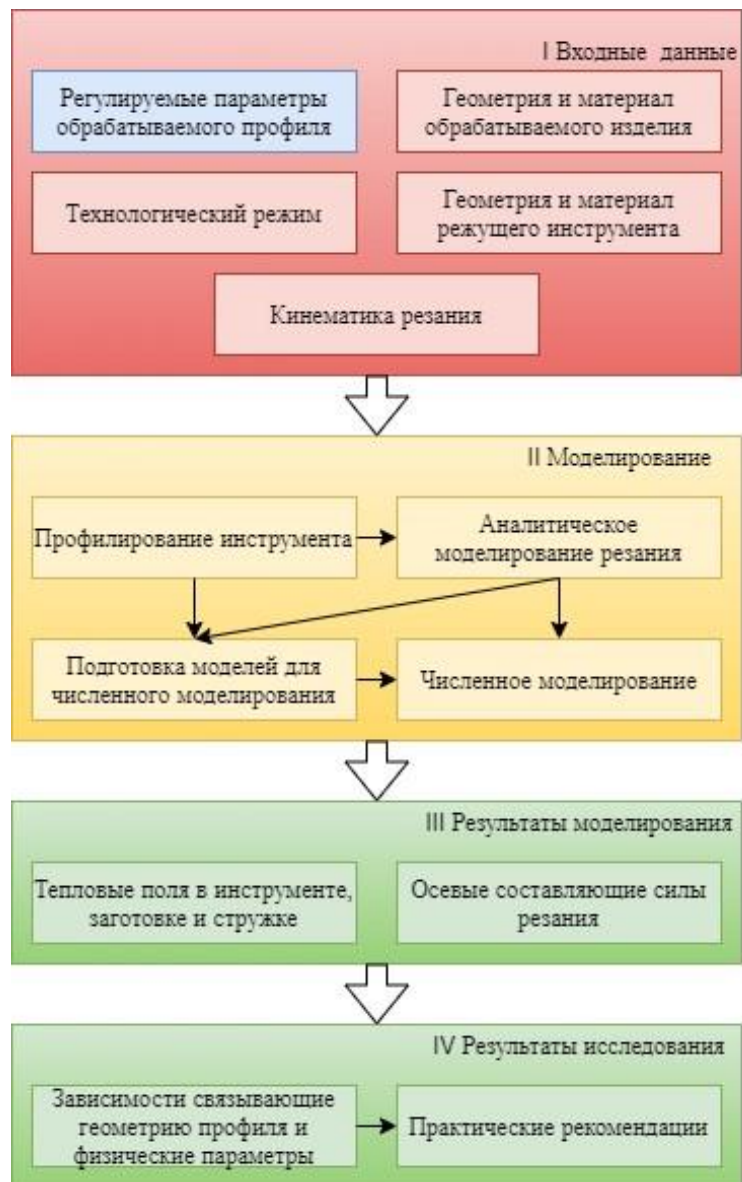 I Входные данные
Регулируемые параметры
обрабатываемого профиля
Геометрия и материал
обрабатываемого изделия
Технологический режим
Геометрия и материал
режущего инструмента
Кинематика резания
II Моделирование
Профилирование инструмента
Аналитическое
моделирование резания
Подготовка моделей для
численного моделирования
Численное моделирование
III Результаты моделирования
Тепловые поля в инструменте,
заготовке и стружке
Осевые составляющие силы
резания
IV Результаты исследования
Зависимости связывающие
геометрию профиля и
физические параметры
Практические рекомендации